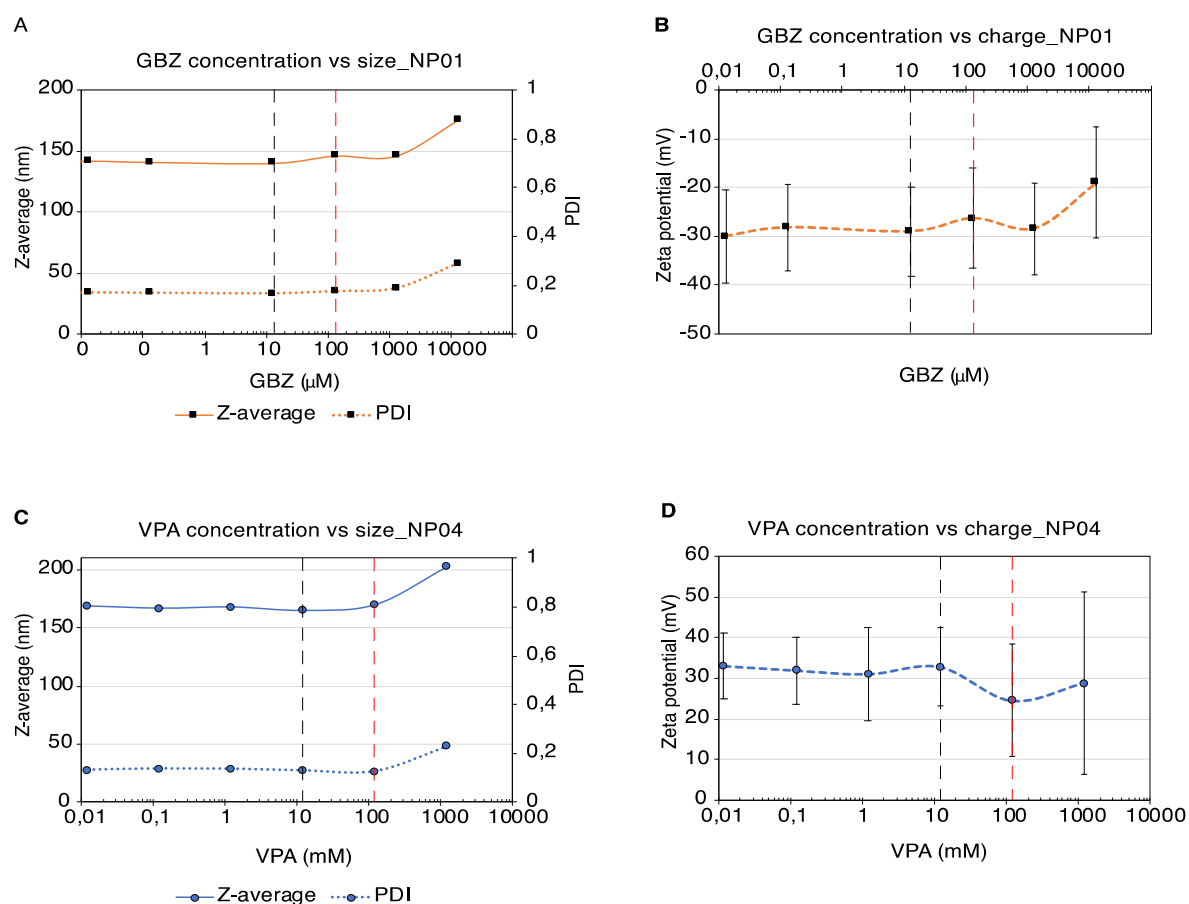 A
GBZ concentration vs size_NP01
200
150
100
50
0
Z-average (nm)
1
0,8
0,6
0,4
0,2
0
PDI
0 0 1 10 100 1000 10000
GBZ (μM)
Z-average PDI
B
GBZ concentration vs charge_NP01
0,01 0,1 1 10 100 1000 10000
0
-10
-20
-30
-40
-50
Zeta potential (mV)
GBZ (μM)
C
VPA concentration vs size_NP04
200
150
100
50
0
Z-average (nm)
1
0,8
0,6
0,4
0,2
0
PDI
0,01 0,1 1 10 100 1000 10000
VPA (mM)
Z-average PDI
D
VPA concentration vs charge_NP04
60
50
40
30
20
10
0
Zeta potential (mV)
0,01 0,1 1 10 100 1000 10000
VPA (mM)